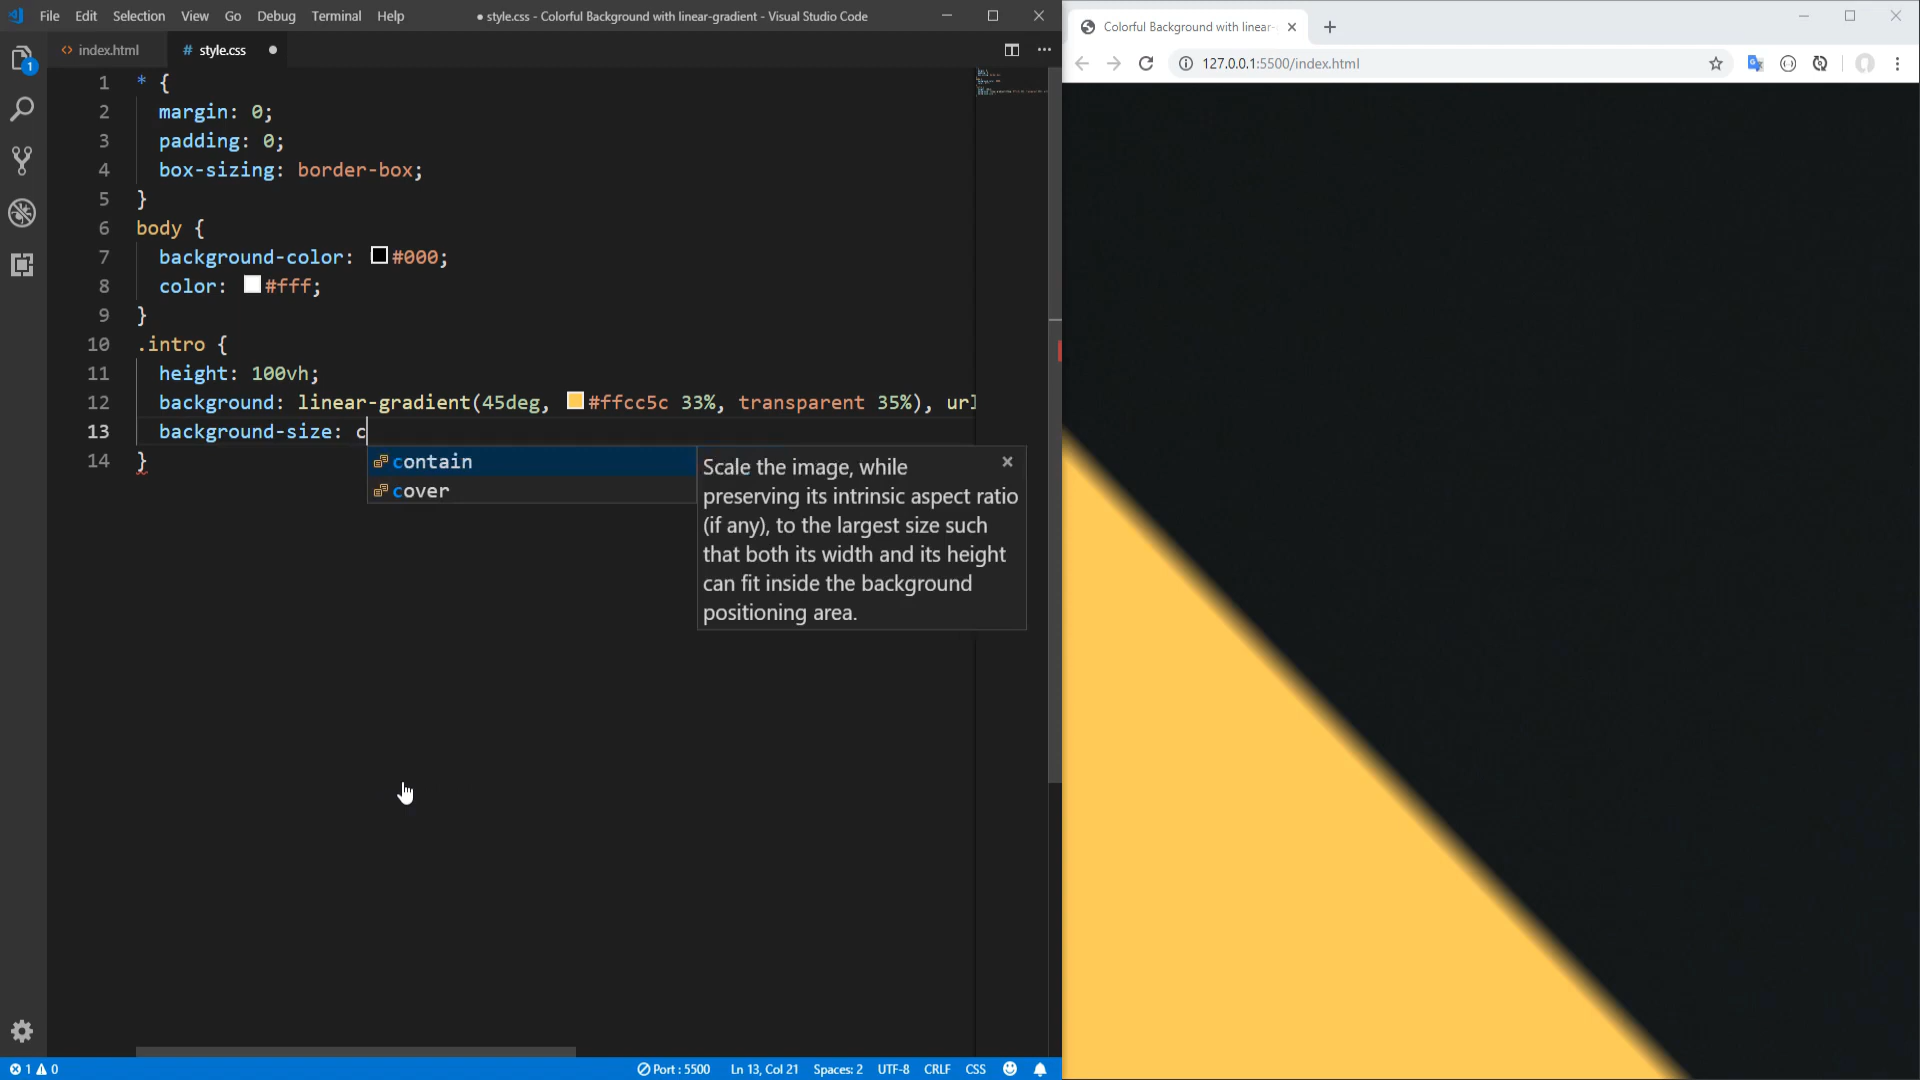 File Edit Selection View Go Debug Terminal Help ● style.css - Colorful Background with linear-gradient - Visual Studio Code
index.html # style.css ●
1 * {
2 margin: 0;
3 padding: 0;
4 box-sizing: border-box;
5 }
6 body {
7 background-color: #000;
8 color: #fff;
9 }
10 .intro {
11 height: 100vh;
12 background: linear-gradient(45deg, #ffcc5c 33%, transparent 35%), url
13 background-size: c
14 }
contain
cover
Scale the image, while
preserving its intrinsic aspect ratio
(if any), to the largest size such
that both its width and its height
can fit inside the background
positioning area.
1
1 0 Port : 5500 Ln 13, Col 21 Spaces: 2 UTF-8 CRLF CSS
Colorful Background with linear-
127.0.0.1:5500/index.html